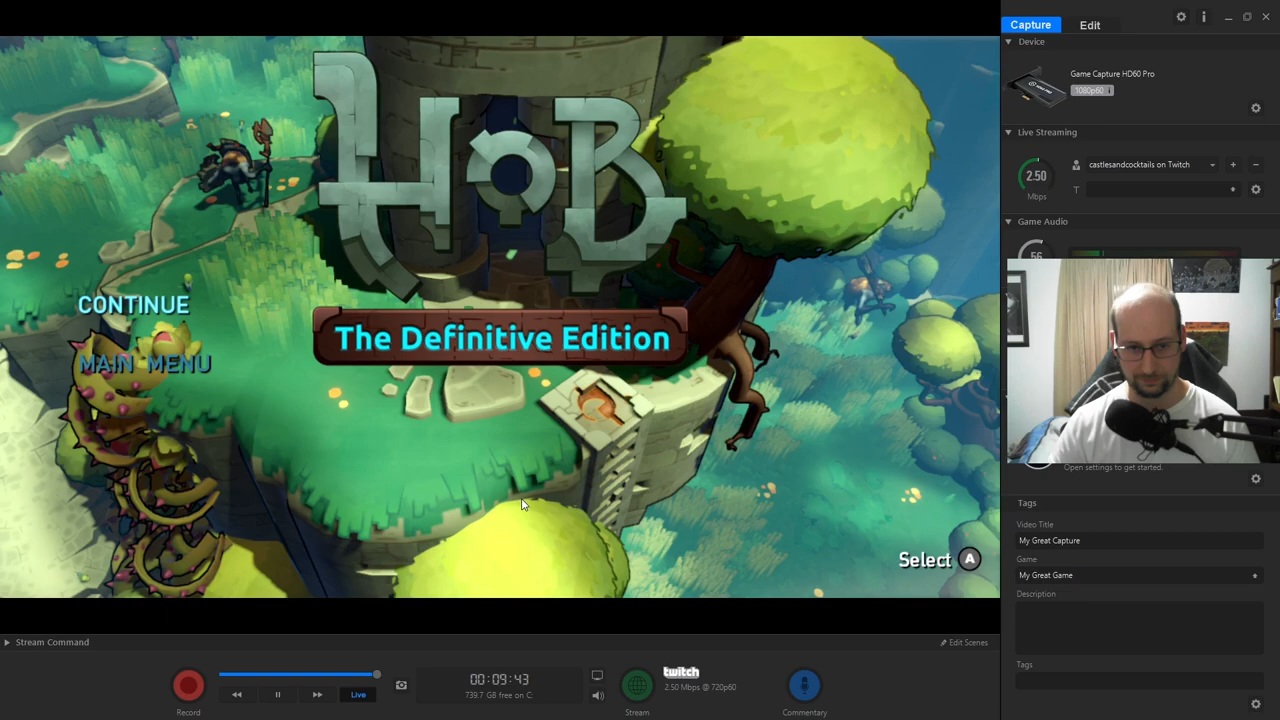 Capture
Edit
Device
Game Capture HD60 Pro
1080p60
Live Streaming
2.50
Mbps
castlesandcocktails on Twitch
T
Game Audio
HOB
The Definitive Edition
CONTINUE
MAIN MENU
Select A
Open settings to get started.
Tags
Video Title
My Great Capture
Game
My Great Game
Description
Tags
Stream Command
Edit Scenes
Record
Live
00:09:43
739.7 GB free on C:
Stream
twitch
2.50 Mbps @ 720p60
Commentary